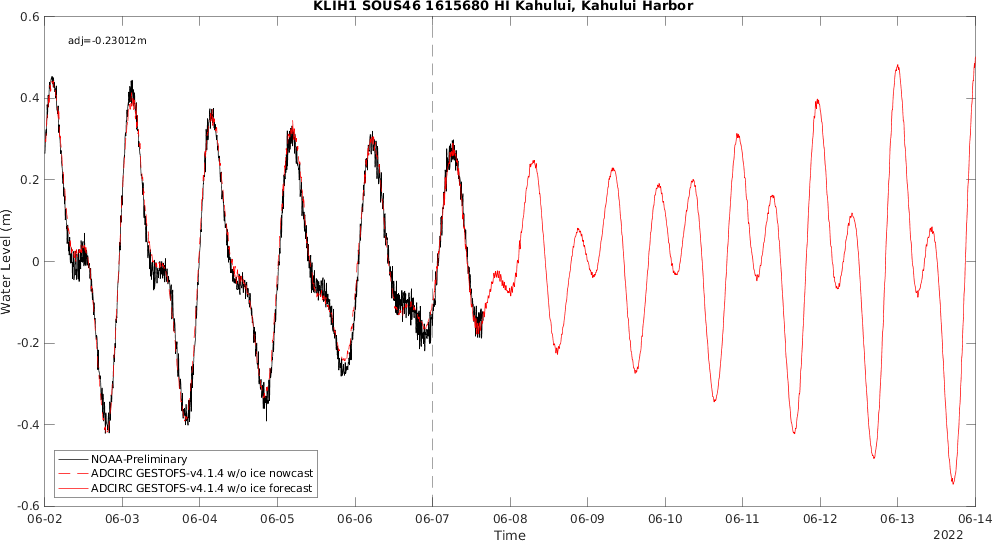 KLIH1 SOUS46 1615680 HI Kahului, Kahului Harbor
adj=-0.23012m
0.6
0.4
0.2
0
-0.2
-0.4
-0.6
Water Level (m)
NOAA-Preliminary
ADCIRC GESTOFS-v4.1.4 w/o ice nowcast
ADCIRC GESTOFS-v4.1.4 w/o ice forecast
06-02 06-03 06-04 06-05 06-06 06-07 06-08 06-09 06-10 06-11 06-12 06-13 06-14
Time
2022